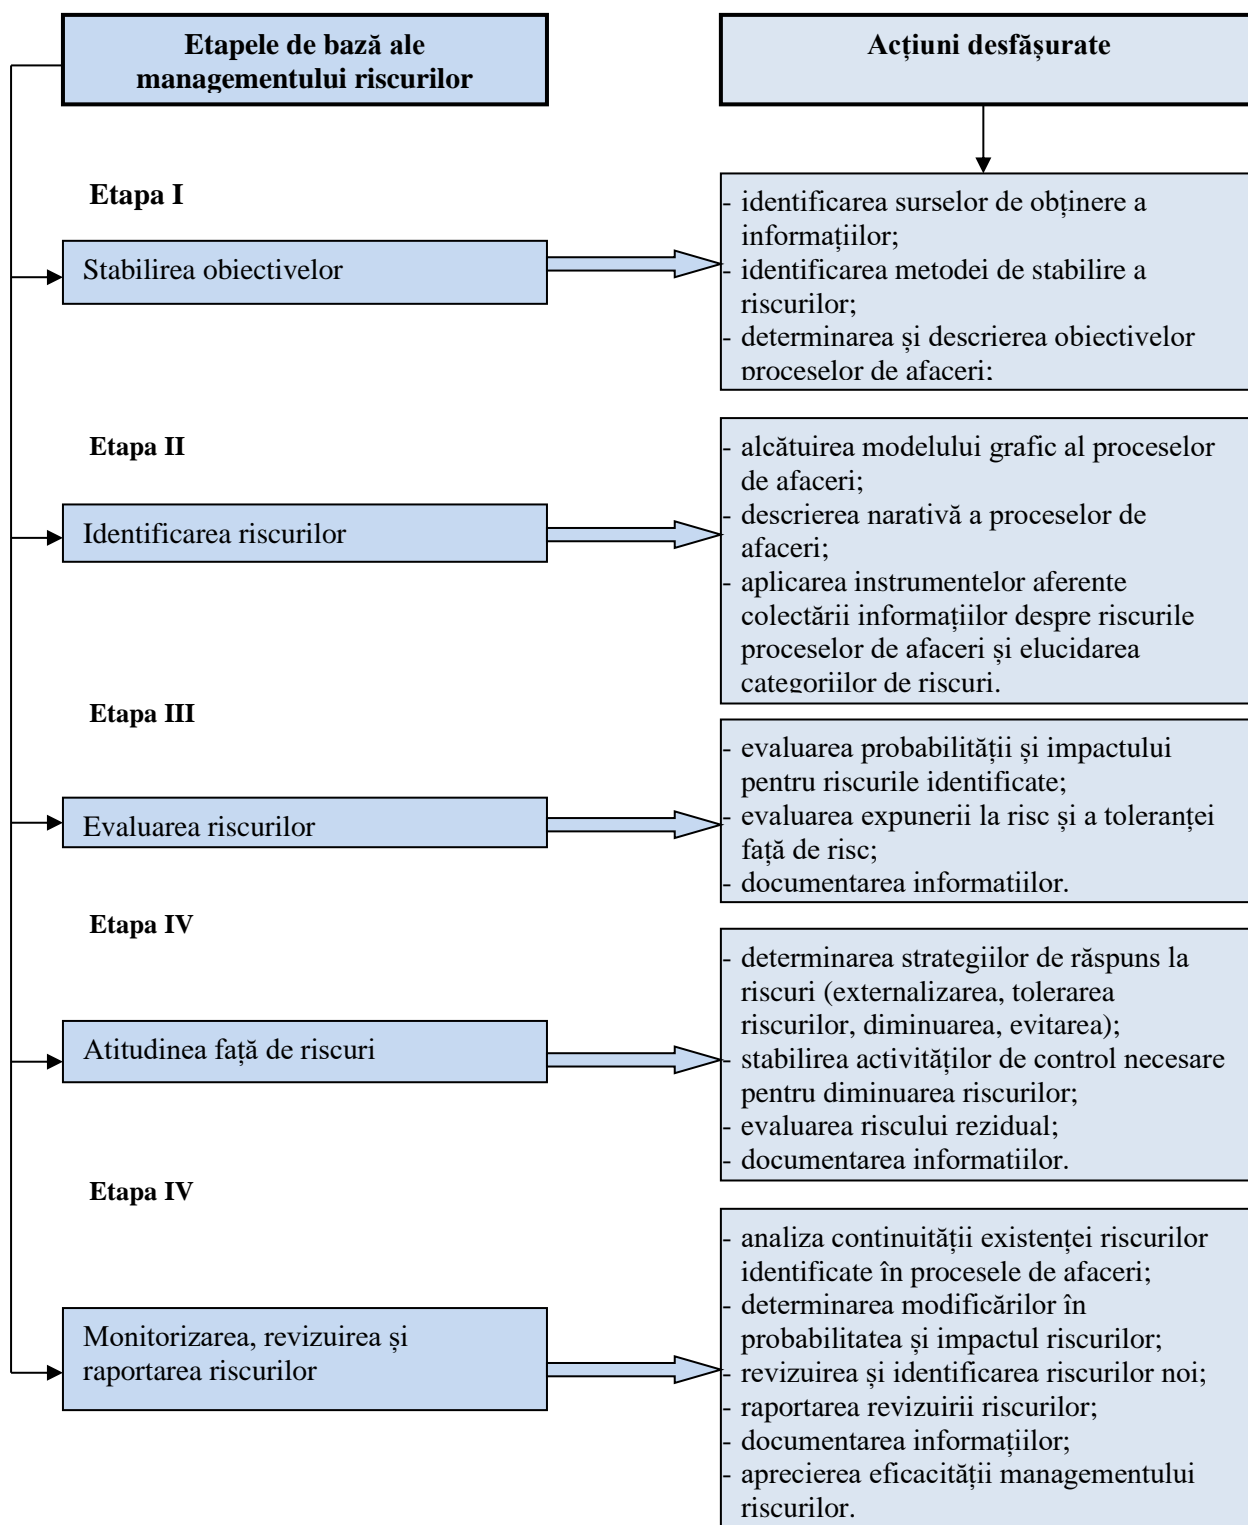 Etapele de bază ale
managementului riscurilor
Acțiuni desfășurate
Etapa I
Stabilirea obiectivelor
- identificarea surselor de obținere a
informațiilor;
- identificarea metodei de stabilire a
riscurilor;
- determinarea și descrierea obiectivelor
proceselor de afaceri;
Etapa II
Identificarea riscurilor
- alcătuirea modelului grafic al proceselor
de afaceri;
- descrierea narativă a proceselor de
afaceri;
- aplicarea instrumentelor aferente
colectării informațiilor despre riscurile
proceselor de afaceri și elucidarea
categoriilor de riscuri.
Etapa III
Evaluarea riscurilor
- evaluarea probabilității și impactului
pentru riscurile identificate;
- evaluarea expunerii la risc și a toleranței
față de risc;
- documentarea informatiilor.
Etapa IV
Atitudinea față de riscuri
- determinarea strategiilor de răspuns la
riscuri (externalizarea, tolerarea
riscurilor, diminuarea, evitarea);
- stabilirea activităților de control necesare
pentru diminuarea riscurilor;
- evaluarea riscului rezidual;
- documentarea informatiilor.
Etapa IV
Monitorizarea, revizuirea și
raportarea riscurilor
- analiza continuității existenței riscurilor
identificate în procesele de afaceri;
- determinarea modificărilor în
probabilitatea și impactul riscurilor;
- revizuirea și identificarea riscurilor noi;
- raportarea revizuirii riscurilor;
- documentarea informațiilor;
- aprecierea eficacității managementului
riscurilor.